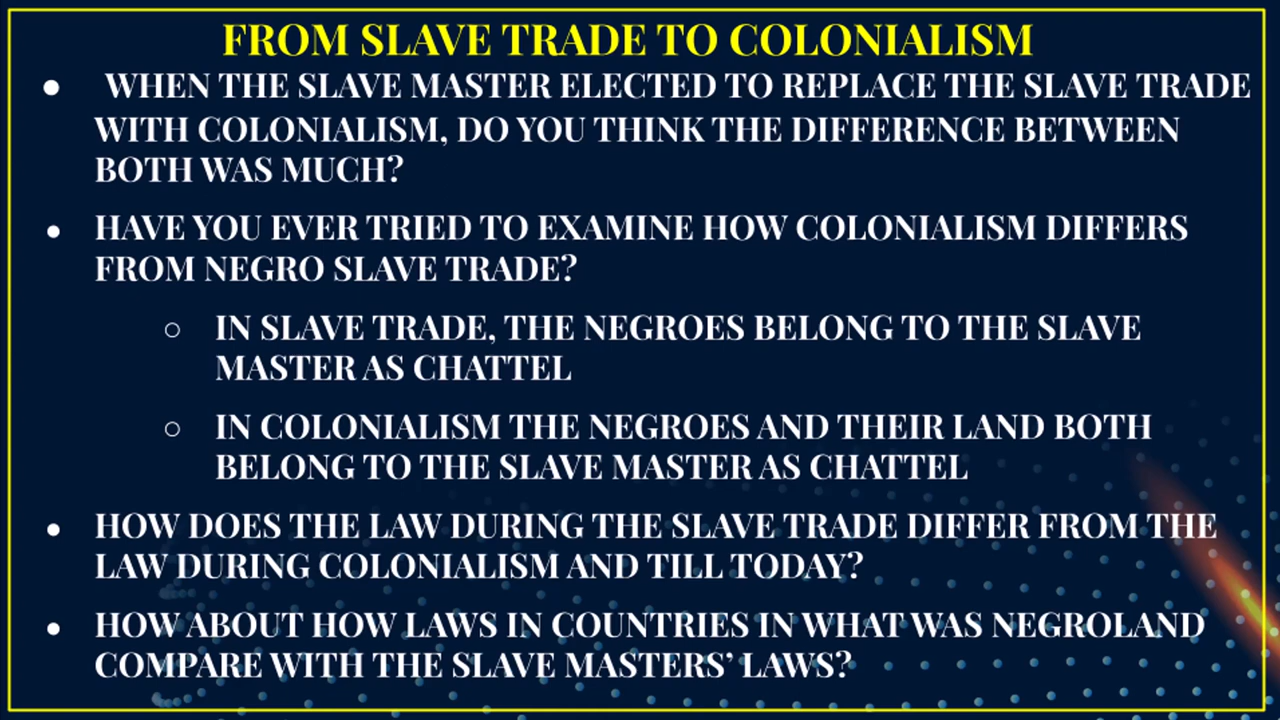 FROM SLAVE TRADE TO COLONIALISM
● WHEN THE SLAVE MASTER ELECTED TO REPLACE THE SLAVE TRADE
WITH COLONIALISM, DO YOU THINK THE DIFFERENCE BETWEEN
BOTH WAS MUCH?
● HAVE YOU EVER TRIED TO EXAMINE HOW COLONIALISM DIFFERS
FROM NEGRO SLAVE TRADE?
○ IN SLAVE TRADE, THE NEGROES BELONG TO THE SLAVE
MASTER AS CHATTEL
○ IN COLONIALISM THE NEGROES AND THEIR LAND BOTH
BELONG TO THE SLAVE MASTER AS CHATTEL
● HOW DOES THE LAW DURING THE SLAVE TRADE DIFFER FROM THE
LAW DURING COLONIALISM AND TILL TODAY?
● HOW ABOUT HOW LAWS IN COUNTRIES IN WHAT WAS NEGROLAND
COMPARE WITH THE SLAVE MASTERS’ LAWS?